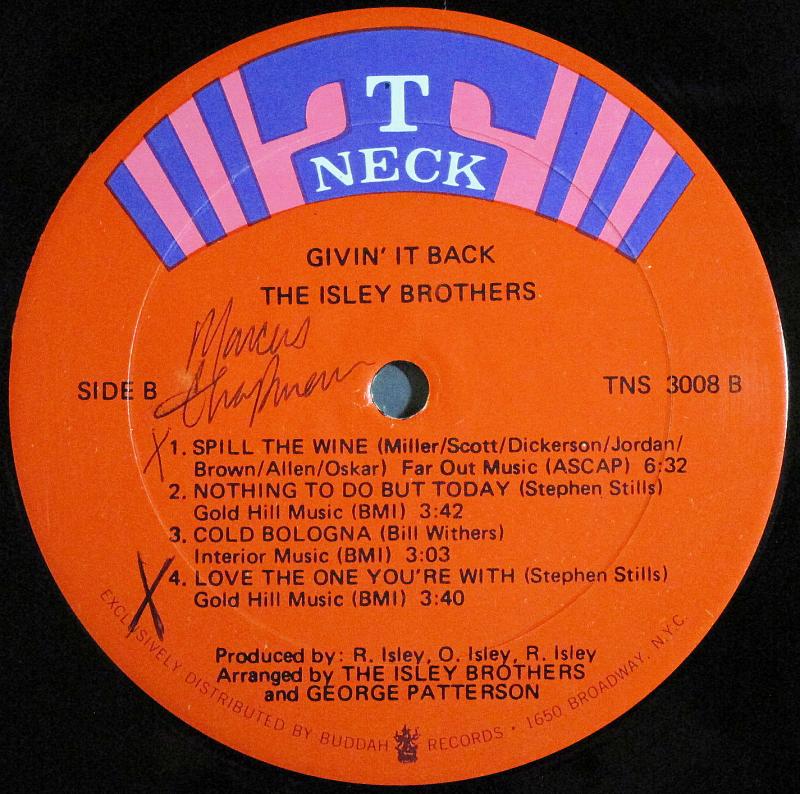 T
NECK
GIVIN' IT BACK
THE ISLEY BROTHERS
Marcus
Chapman
SIDE B
TNS 3008 B
X 1. SPILL THE WINE (Miller/Scott/Dickerson/Jordan/
Brown/Allen/Oskar) Far Out Music (ASCAP) 6:32
2. NOTHING TO DO BUT TODAY (Stephen Stills)
Gold Hill Music (BMI) 3:42
3. COLD BOLOGNA (Bill Withers)
Interior Music (BMI) 3:03
X 4. LOVE THE ONE YOU'RE WITH (Stephen Stills)
Gold Hill Music (BMI) 3:40
Produced by: R. Isley, O. Isley, R. Isley
Arranged by THE ISLEY BROTHERS
and GEORGE PATTERSON
EXCLUSIVELY DISTRIBUTED BY BUDDAH RECORDS • 1650 BROADWAY, N.Y.C.